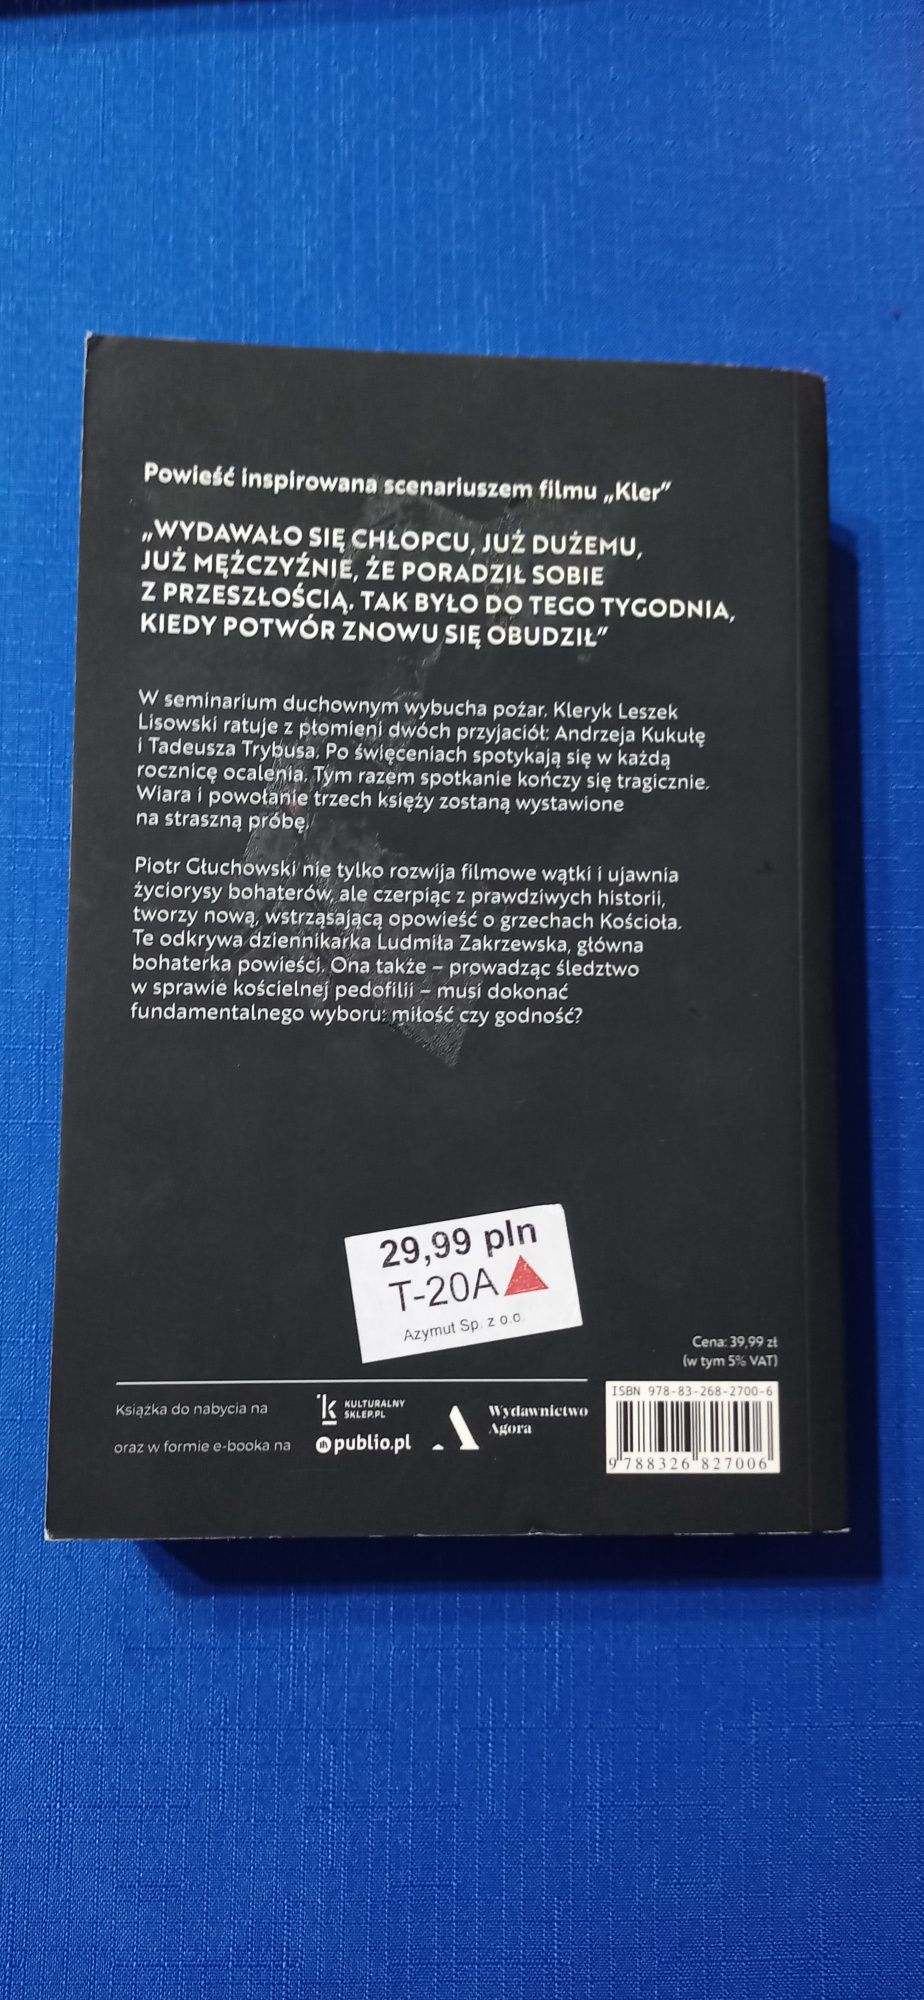 Powieść inspirowana scenariuszem filmu „Kler”
„WYDAWAŁO SIĘ CHŁOPCU, JUŻ DUŻEMU,
JUŻ MĘŻCZYŹNIE, ŻE PORADZIŁ SOBIE
Z PRZESZŁOŚCIĄ. TAK BYŁO DO TEGO TYGODNIA,
KIEDY POTWÓR ZNOWU SIĘ OBUDZIŁ”
W seminarium duchownym wybucha pożar. Kleryk Leszek
Lisowski ratuje z płomieni dwóch przyjaciół: Andrzeja Kukułę
i Tadeusza Trybusa. Po święceniach spotykają się w każdą
rocznicę ocalenia. Tym razem spotkanie kończy się tragicznie.
Wiara i powołanie trzech księży zostaną wystawione
na straszną próbę.
Piotr Głuchowski nie tylko rozwija filmowe wątki i ujawnia
życiorysy bohaterów, ale czerpiąc z prawdziwych historii,
tworzy nową, wstrząsającą opowieść o grzechach Kościoła.
Te odkrywa dziennikarka Ludmiła Zakrzewska, główna
bohaterka powieści. Ona także – prowadząc śledztwo
w sprawie kościelnej pedofilii – musi dokonać
fundamentalnego wyboru: miłość czy godność?
29,99 pln
T-20A
Azymut Sp. z o.o.
Cena: 39,99 zł
(w tym 5% VAT)
Książka do nabycia na
KULTURALNY
SKLEP.PL
oraz w formie e-booka na
publio.pl
Wydawnictwo
Agora
ISBN 978-83-268-2700-6
9 788326 827006